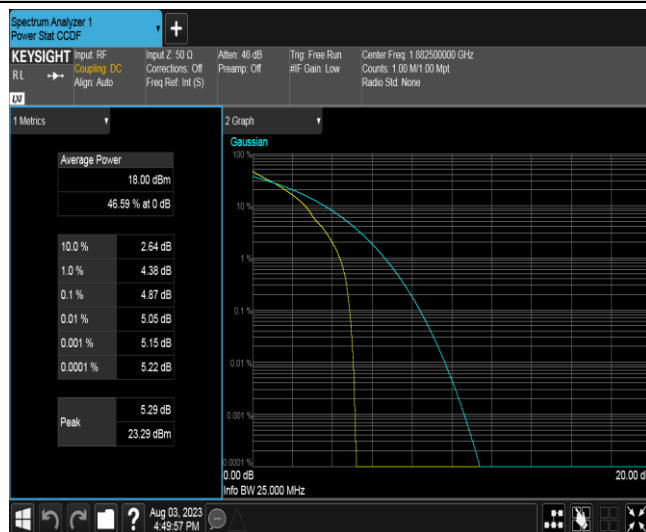 Spectrum Analyzer 1
Power Stat CCDF
KEYSIGHT
RL
Input: RF
Coupling: DC
Align: Auto
Input Z: 50 Ω
Corrections: Off
Freq Ref: Int (S)
Atten: 46 dB
Preamp: Off
Trig: Free Run
#IF Gain: Low
Center Freq: 1.882500000 GHz
Counts: 1.00 M/1.00 Mpt
Radio Std: None
LXI
1 Metrics
Average Power
18.00 dBm
46.59 % at 0 dB
10.0 % 2.64 dB
1.0 % 4.38 dB
0.1 % 4.87 dB
0.01 % 5.05 dB
0.001 % 5.15 dB
0.0001 % 5.22 dB
Peak
5.29 dB
23.29 dBm
2 Graph
Gaussian
100 %
10 %
1 %
0.1 %
0.01 %
0.001 %
0.0001 %
0.00 dB
20.00 d
Info BW 25.000 MHz
?
Aug 03, 2023
4:49:57 PM